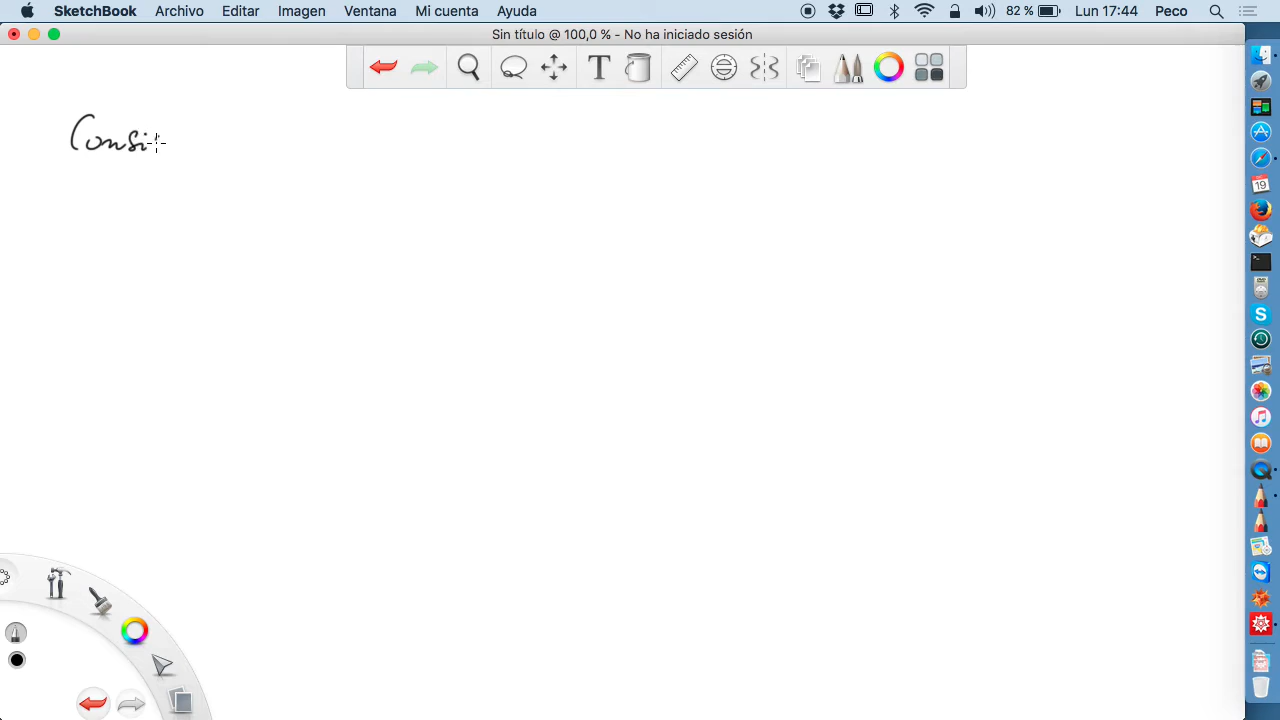 SketchBook Archivo Editar Imagen Ventana Mi cuenta Ayuda 82 % Lun 17:44 Peco
Sin título @ 100,0 % - No ha iniciado sesión
T
Consi
19
S